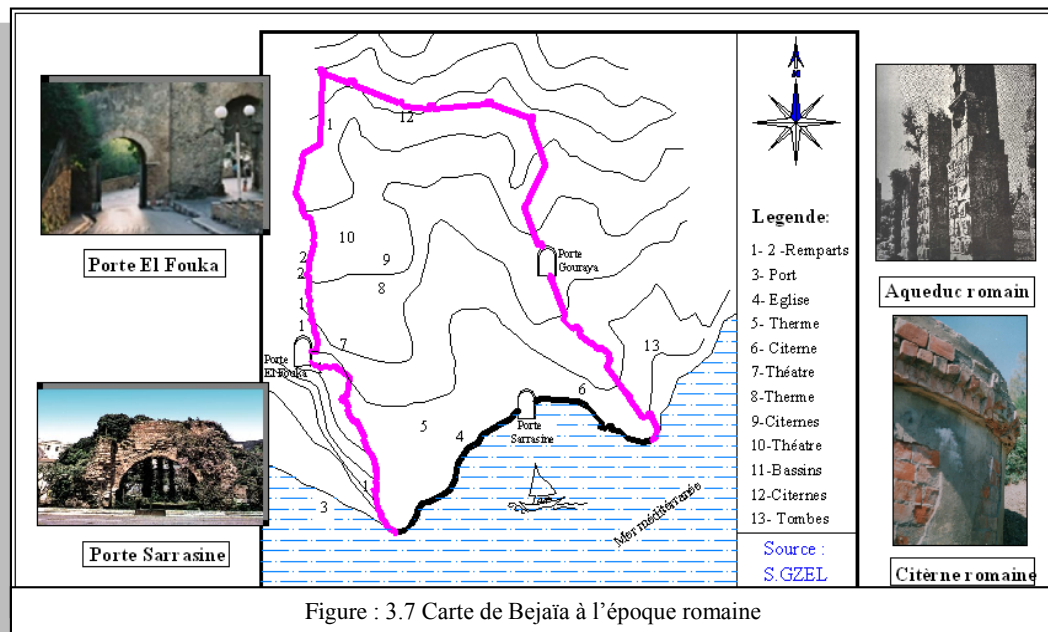 Porte El Fouka
Porte Sarrasine
1
12
10
9
8
2
2
1
1
7
Porte
El Fouka
Porte
Gouraya
13
6
5
4
Porte
Sarrasine
1
3
Mer méditérranée
N
Legende:
1- 2 -Remparts
3- Port
4- Eglise
5- Therme
6- Citerne
7- Théatre
8-Therme
9-Citernes
10-Théatre
11-Bassins
12-Citernes
13- Tombes
Source :
S.GZEL
Aqueduc romain
Citèrne romaine
Figure : 3.7 Carte de Bejaïa à l’époque romaine